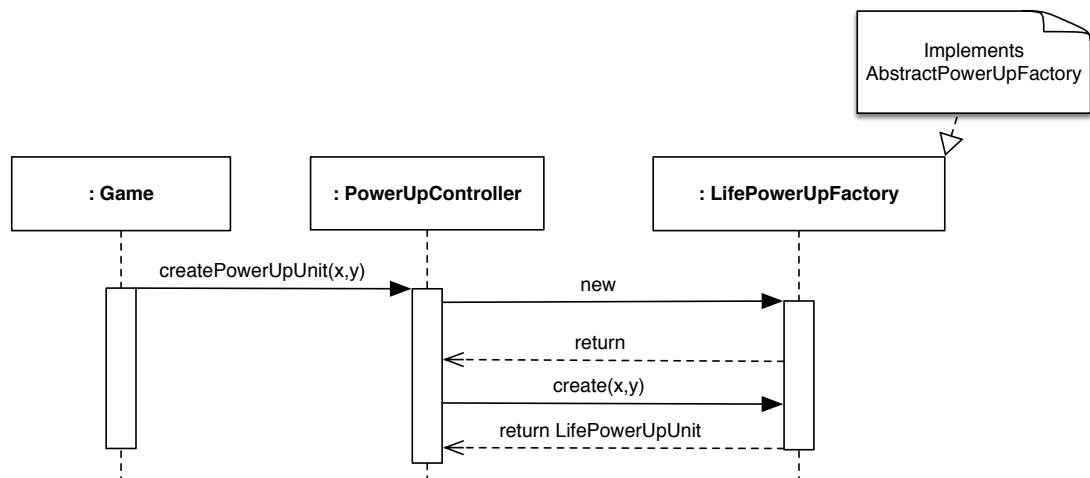 Implements
AbstractPowerUpFactory
: Game
: PowerUpController
: LifePowerUpFactory
createPowerUpUnit(x,y)
new
return
create(x,y)
return LifePowerUpUnit